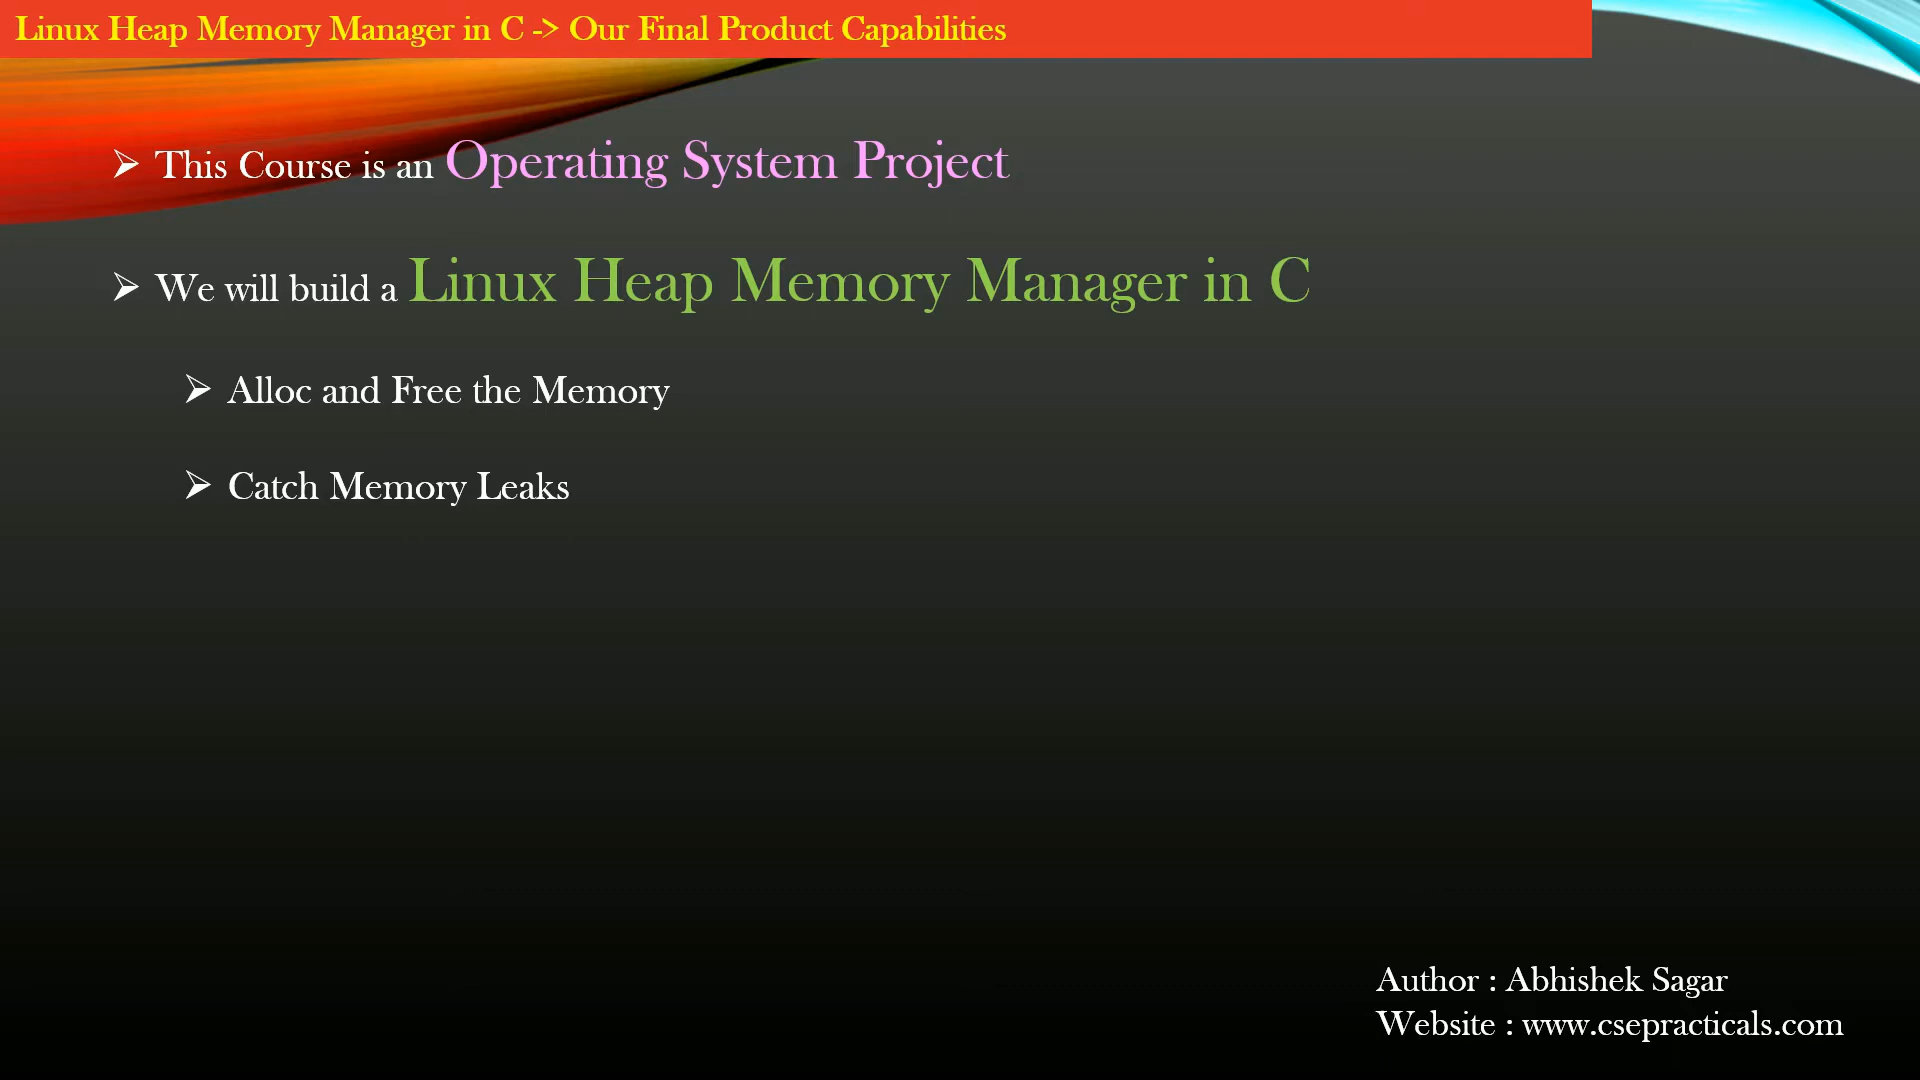 Linux Heap Memory Manager in C -> Our Final Product Capabilities
➢ This Course is an Operating System Project
➢ We will build a Linux Heap Memory Manager in C
➢ Alloc and Free the Memory
➢ Catch Memory Leaks
Author : Abhishek Sagar
Website : www.csepracticals.com